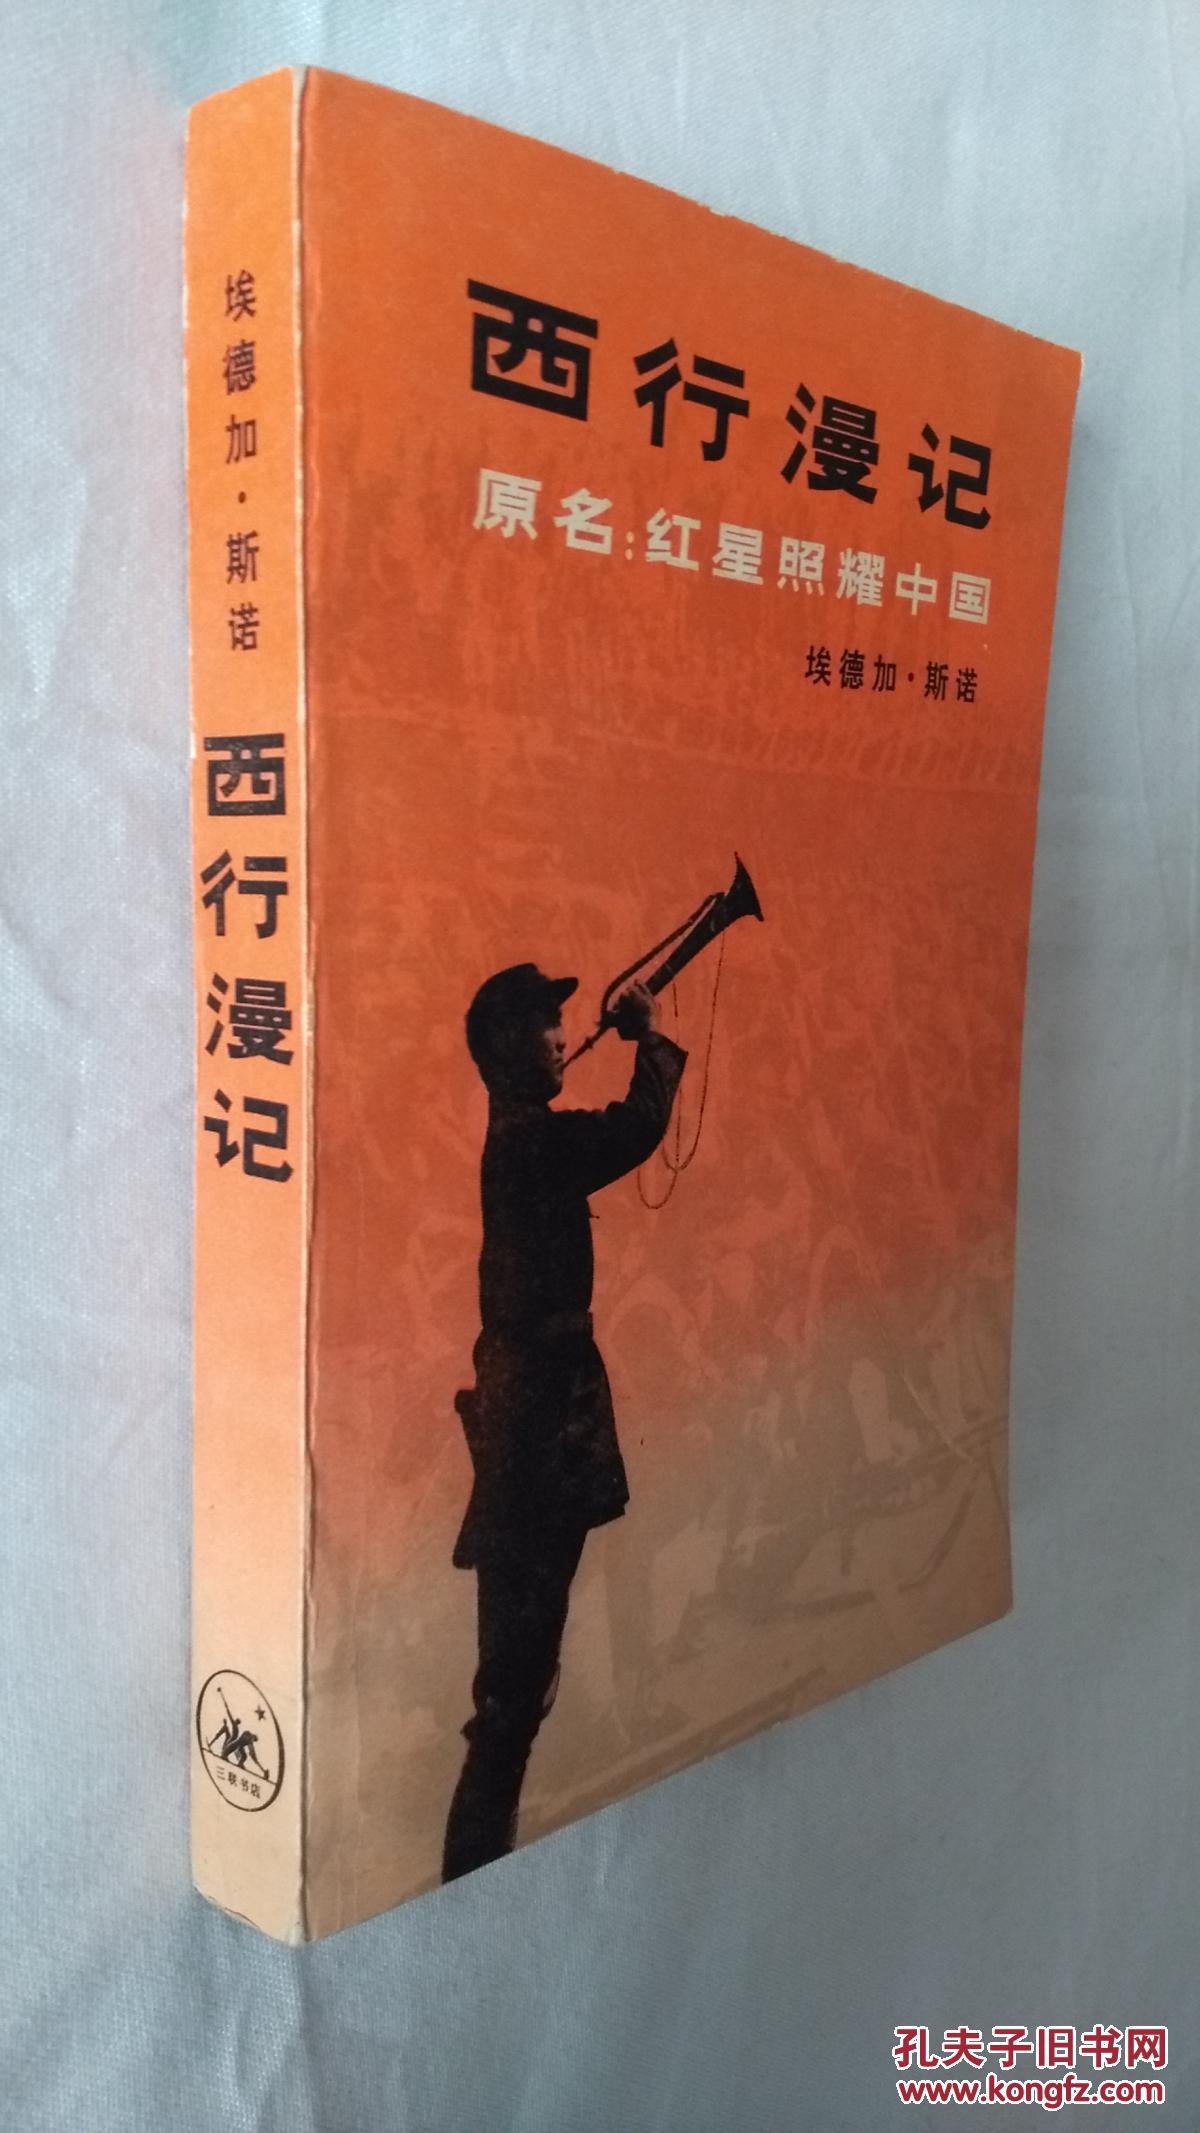 埃德加·斯诺
西行漫记
三联书店
西行漫记
原名:红星照耀中国
埃德加·斯诺
孔夫子旧书网
www.kongfz.com